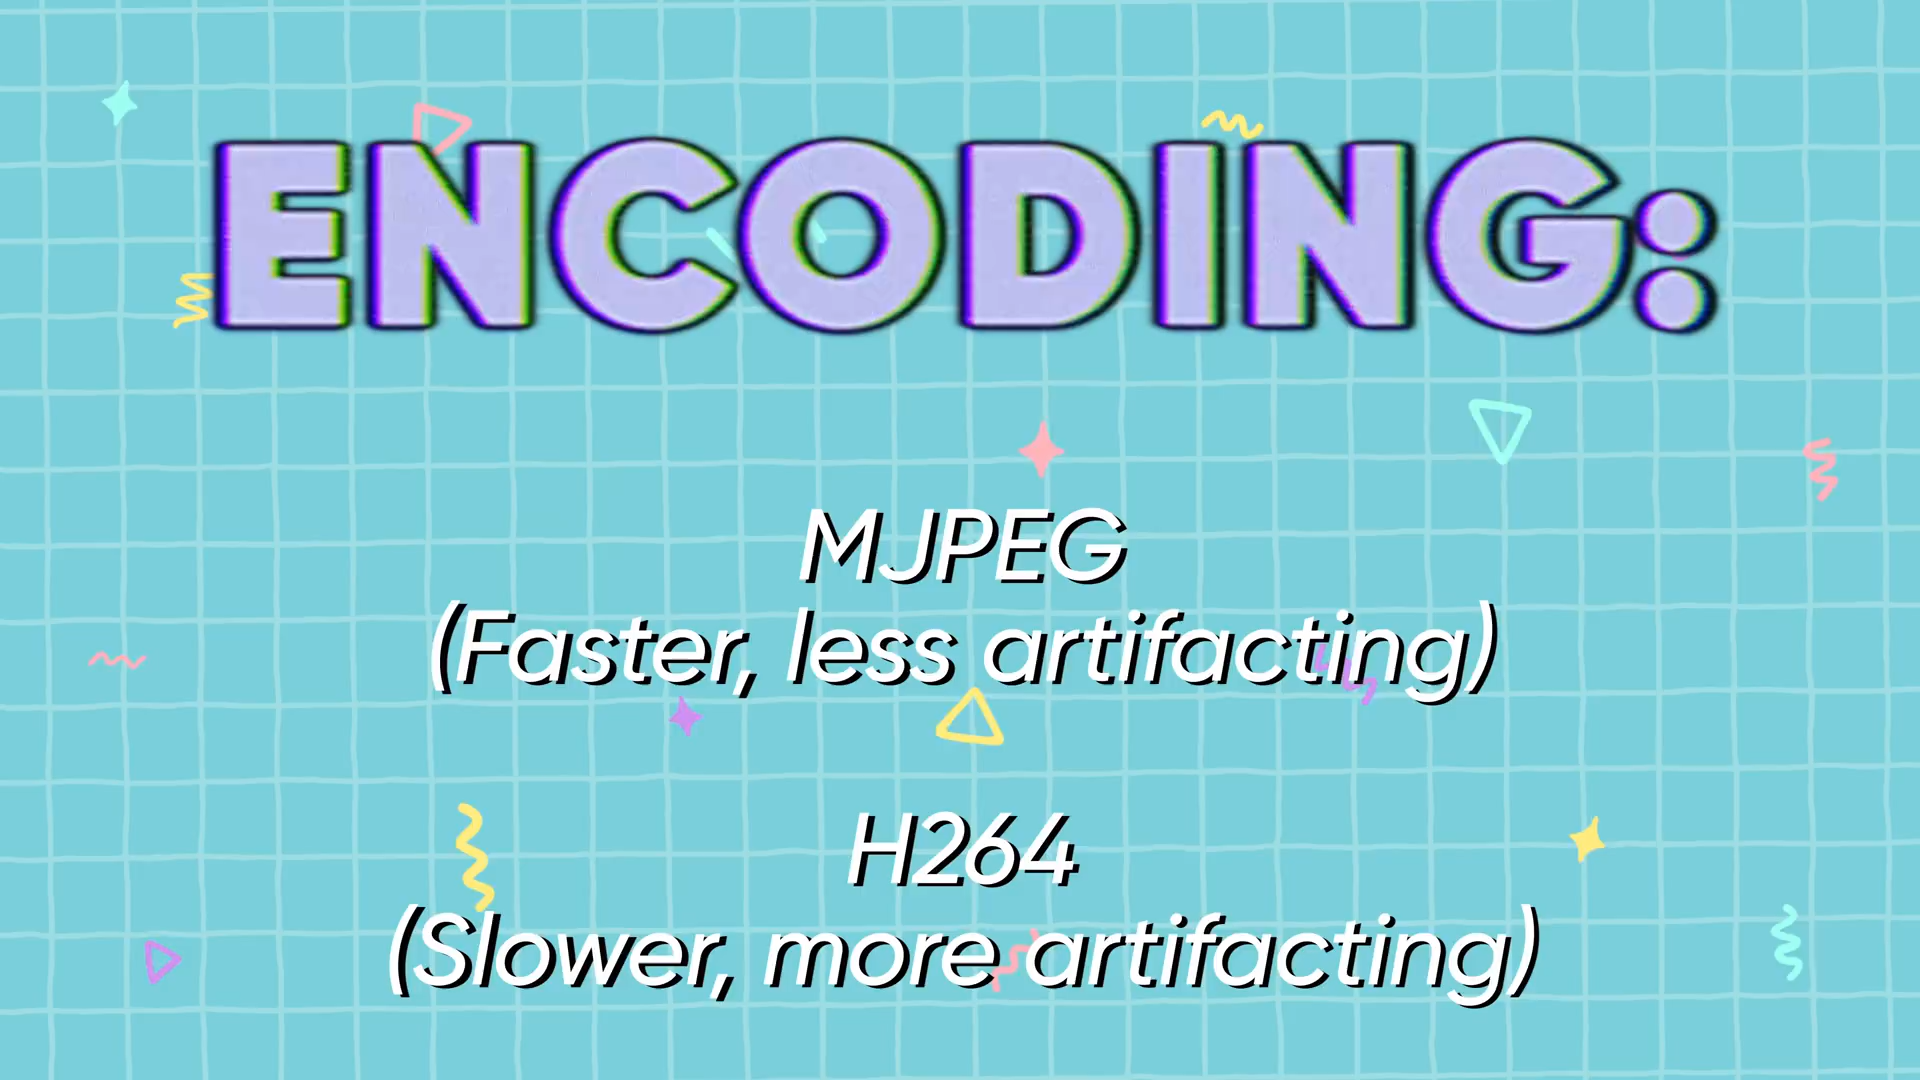 ENCODING:
MJPEG
(Faster, less artifacting)
H264
(Slower, more artifacting)